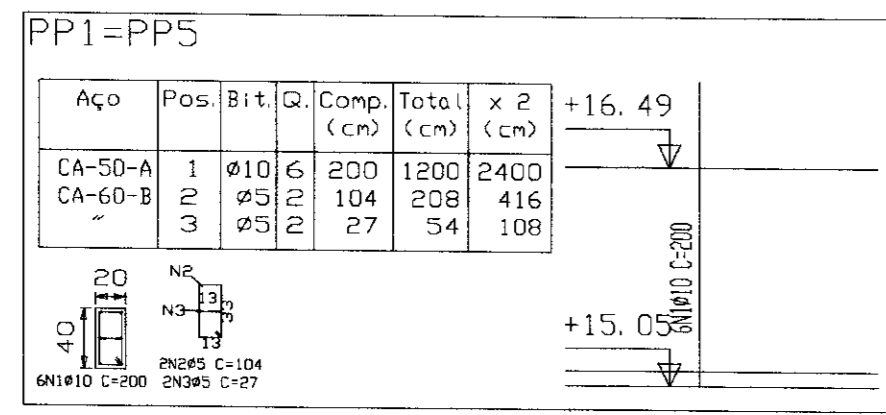 PP1=PP5
Aço Pos. Bit. Q. Comp. (cm) Total (cm) x 2 (cm)
CA-50-A 1 Ø10 6 200 1200 2400
CA-60-B 2 Ø5 2 104 208 416
" 3 Ø5 2 27 54 108
+16. 49
6N1Ø10 C=200
+15. 05
20
40
6N1Ø10 C=200
N2
13
33
N3
13
2N2Ø5 C=104
2N3Ø5 C=27